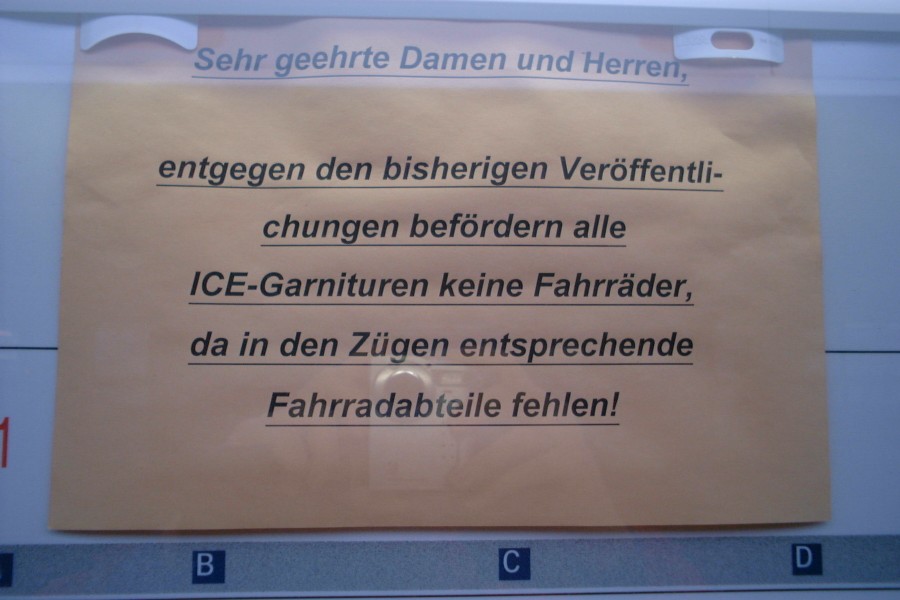 Sehr geehrte Damen und Herren,
entgegen den bisherigen Veröffentli-
chungen befördern alle
ICE-Garnituren keine Fahrräder,
da in den Zügen entsprechende
Fahrradabteile fehlen!
1
B C D